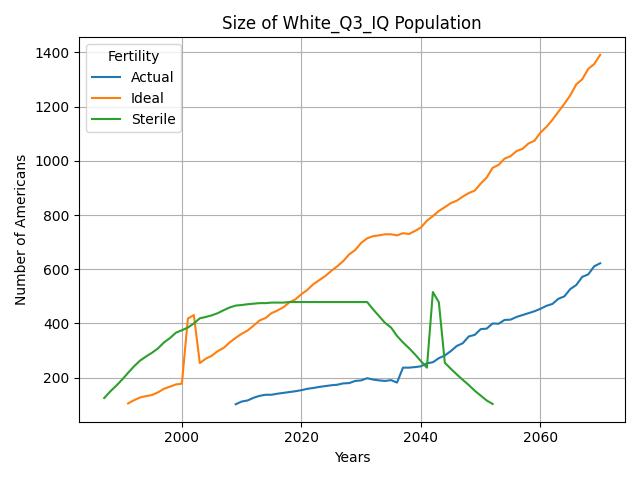 Size of White_Q3_IQ Population
Fertility
Actual
Ideal
Sterile
1400
1200
1000
800
600
400
200
Number of Americans
2000
2020
2040
2060
Years